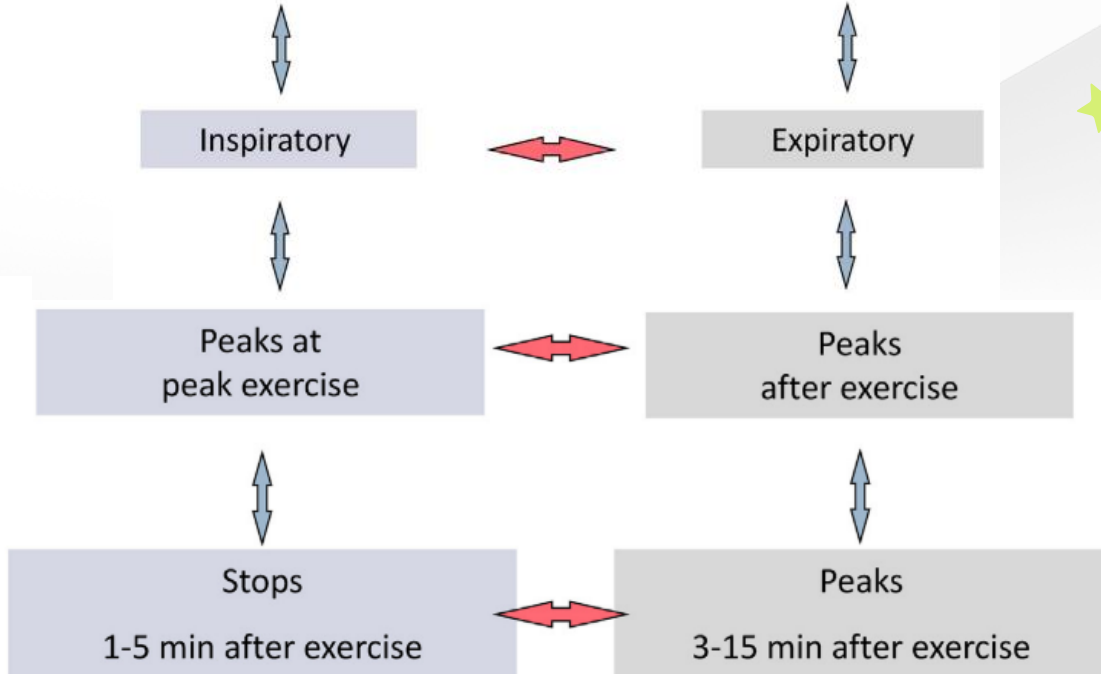 Inspiratory
Expiratory
Peaks at
peak exercise
Peaks
after exercise
Stops
1-5 min after exercise
Peaks
3-15 min after exercise